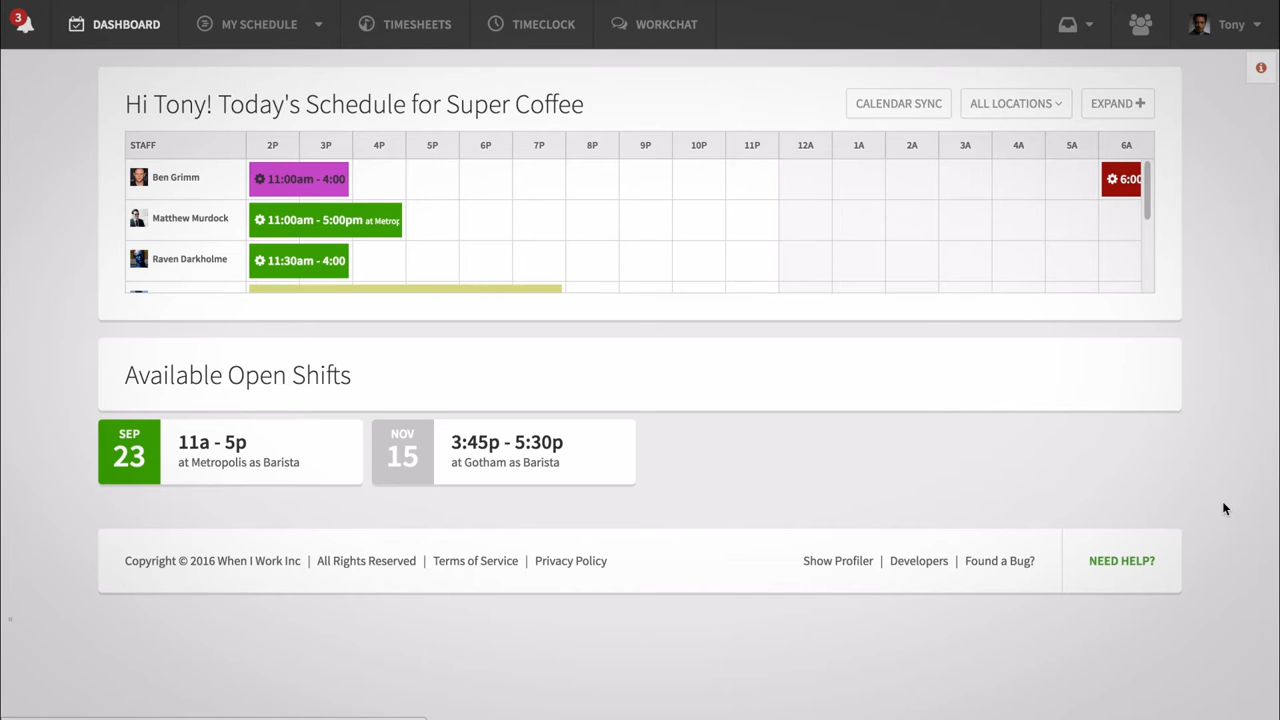 3 DASHBOARD MY SCHEDULE TIMESHEETS TIMECLOCK WORKCHAT Tony
Hi Tony! Today's Schedule for Super Coffee CALENDAR SYNC ALL LOCATIONS EXPAND
STAFF 2P 3P 4P 5P 6P 7P 8P 9P 10P 11P 12A 1A 2A 3A 4A 5A 6A
Ben Grimm 11:00am - 4:00 6:00
Matthew Murdock 11:00am - 5:00pm at Metrop
Raven Darkholme 11:30am - 4:00
Available Open Shifts
SEP 23 11a - 5p at Metropolis as Barista
NOV 15 3:45p - 5:30p at Gotham as Barista
Copyright © 2016 When I Work Inc | All Rights Reserved | Terms of Service | Privacy Policy Show Profiler | Developers | Found a Bug? NEED HELP?